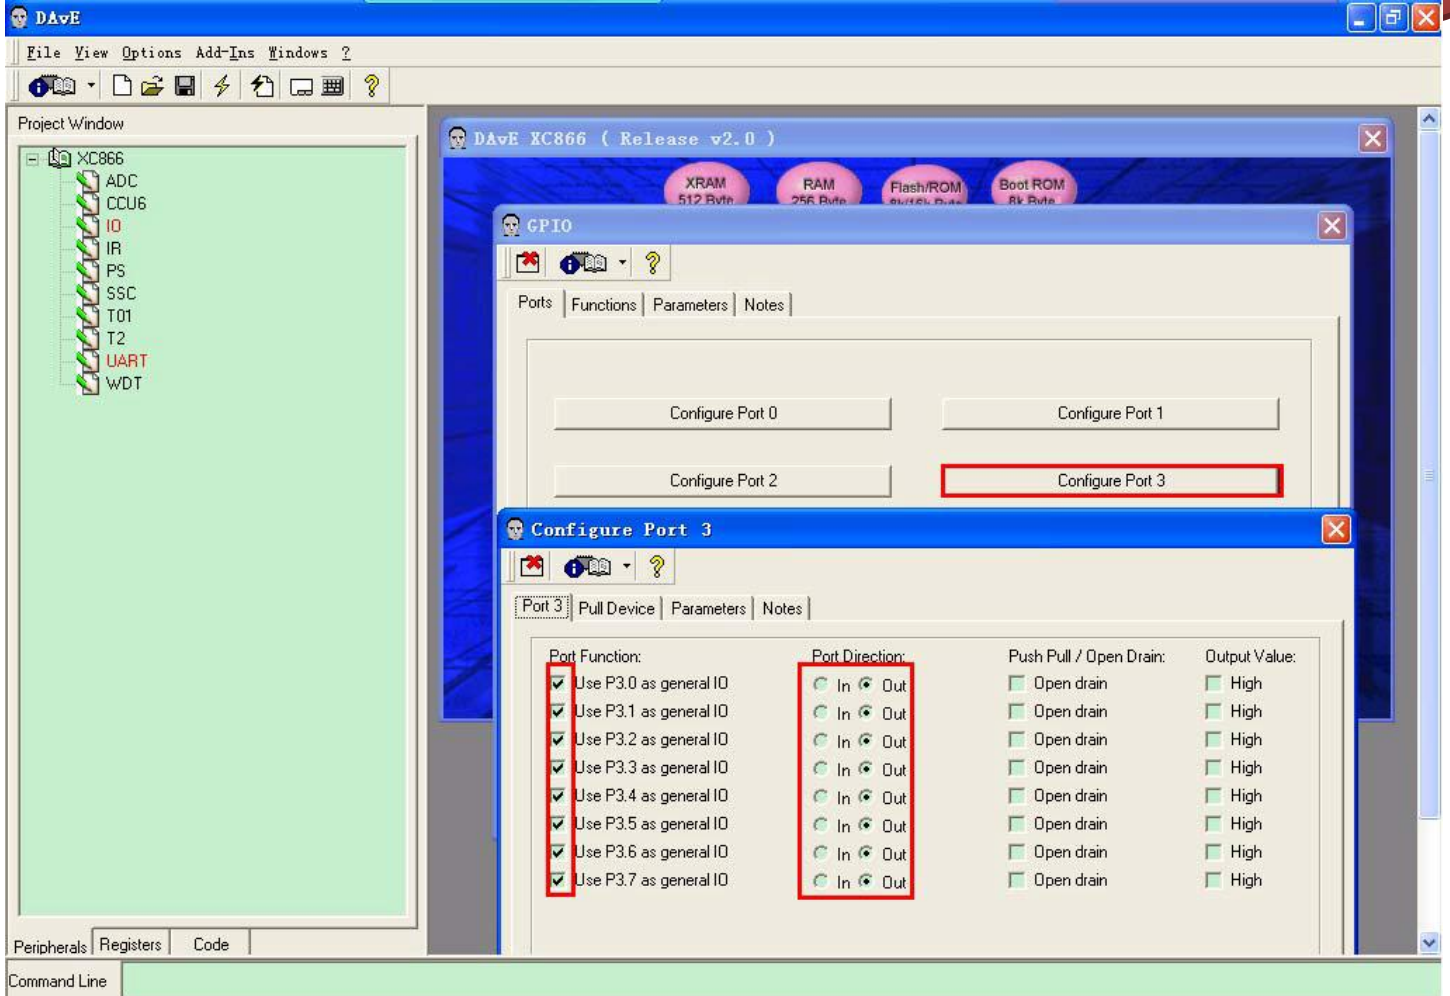 DAvE
File View Options Add-Ins Windows ?
Project Window
XC866
ADC
CCU6
IO
IR
PS
SSC
T01
T2
UART
WDT
Peripherals Registers Code
Command Line
DAvE XC866 ( Release v2.0 )
XRAM
512 Byte
RAM
256 Byte
Flash/ROM
Boot ROM
8k Byte
GPIO
Ports Functions Parameters Notes
Configure Port 0 Configure Port 1
Configure Port 2 Configure Port 3
Configure Port 3
Port 3 Pull Device Parameters Notes
Port Function: Port Direction: Push Pull / Open Drain: Output Value:
Use P3.0 as general IO In Out Open drain High
Use P3.1 as general IO In Out Open drain High
Use P3.2 as general IO In Out Open drain High
Use P3.3 as general IO In Out Open drain High
Use P3.4 as general IO In Out Open drain High
Use P3.5 as general IO In Out Open drain High
Use P3.6 as general IO In Out Open drain High
Use P3.7 as general IO In Out Open drain High